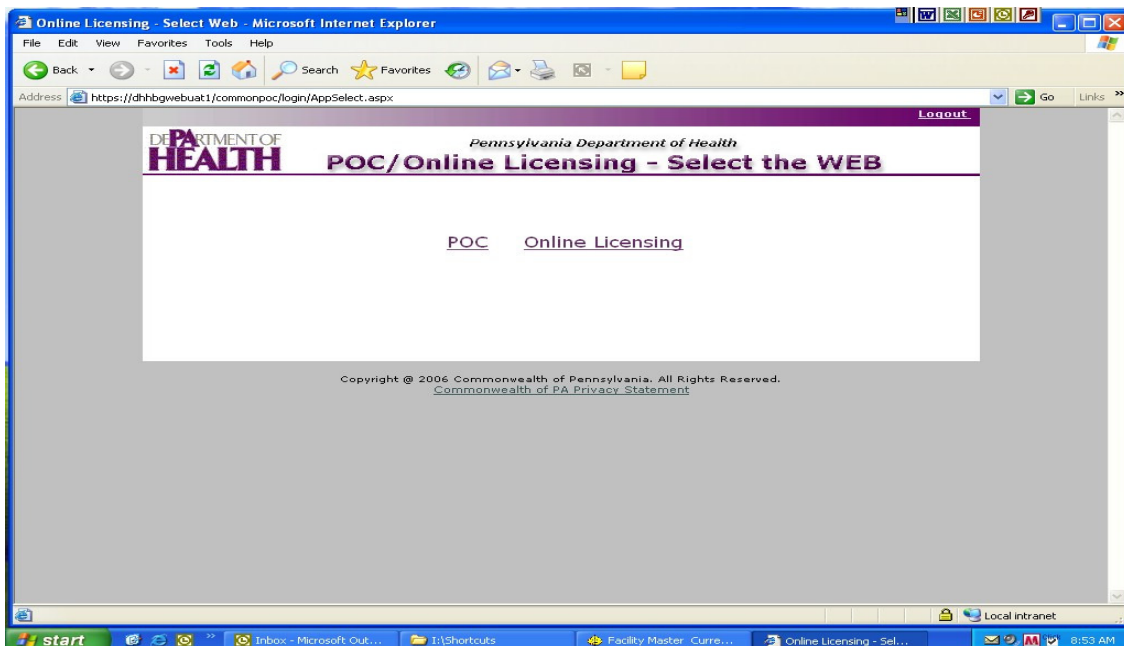 Online Licensing - Select Web - Microsoft Internet Explorer
File Edit View Favorites Tools Help
Back Search Favorites
Address https://dhhbgwebuat1/commonpoc/login/AppSelect.aspx Go Links »
Logout
DEPARTMENT OF
HEALTH
Pennsylvania Department of Health
POC/Online Licensing - Select the WEB
POC Online Licensing
Copyright @ 2006 Commonwealth of Pennsylvania. All Rights Reserved.
Commonwealth of PA Privacy Statement
Local intranet
start » Inbox - Microsoft Out... I:\Shortcuts Facility Master Curre... Online Licensing - Sel... 8:53 AM